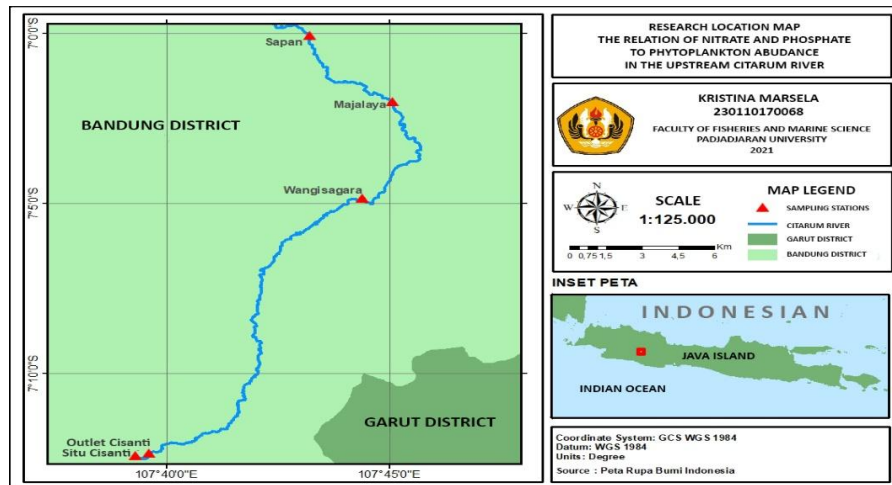 7°0'0"S
7°5'0"S
7°10'0"S
Sapan
Majalaya
BANDUNG DISTRICT
Wangisagara
GARUT DISTRICT
Outlet Cisanti
Situ Cisanti
107°40'0"E
107°45'0"E
RESEARCH LOCATION MAP
THE RELATION OF NITRATE AND PHOSPHATE
TO PHYTOPLANKTON ABUDANCE
IN THE UPSTREAM CITARUM RIVER
KRISTINA MARSELA
230110170068
FACULTY OF FISHERIES AND MARINE SCIENCE
PADJADJARAN UNIVERSITY
2021
N
W E
S
SCALE
1:125.000
Km
0 0,75 1,5 3 4,5 6
MAP LEGEND
SAMPLING STATIONS
CITARUM RIVER
GARUT DISTRICT
BANDUNG DISTRICT
INSET PETA
INDONESIAN
JAVA ISLAND
INDIAN OCEAN
Coordinate System: GCS WGS 1984
Datum: WGS 1984
Units: Degree
Source : Peta Rupa Bumi Indonesia